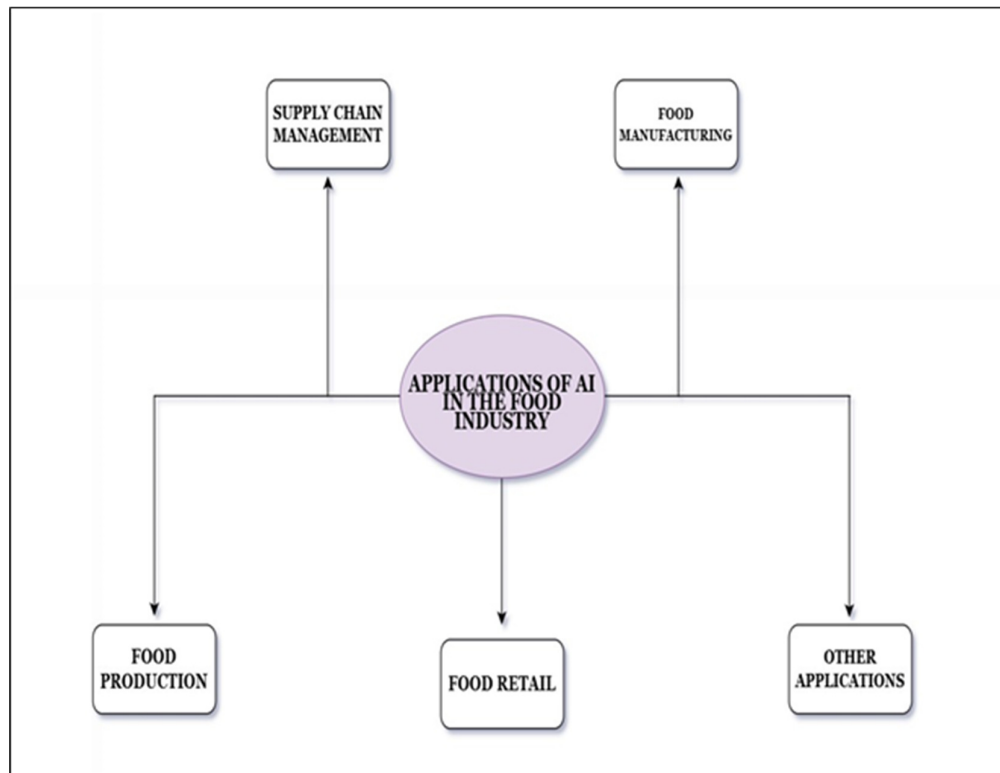 SUPPLY CHAIN
MANAGEMENT
FOOD
MANUFACTURING
APPLICATIONS OF AI
IN THE FOOD
INDUSTRY
FOOD
PRODUCTION
FOOD RETAIL
OTHER
APPLICATIONS